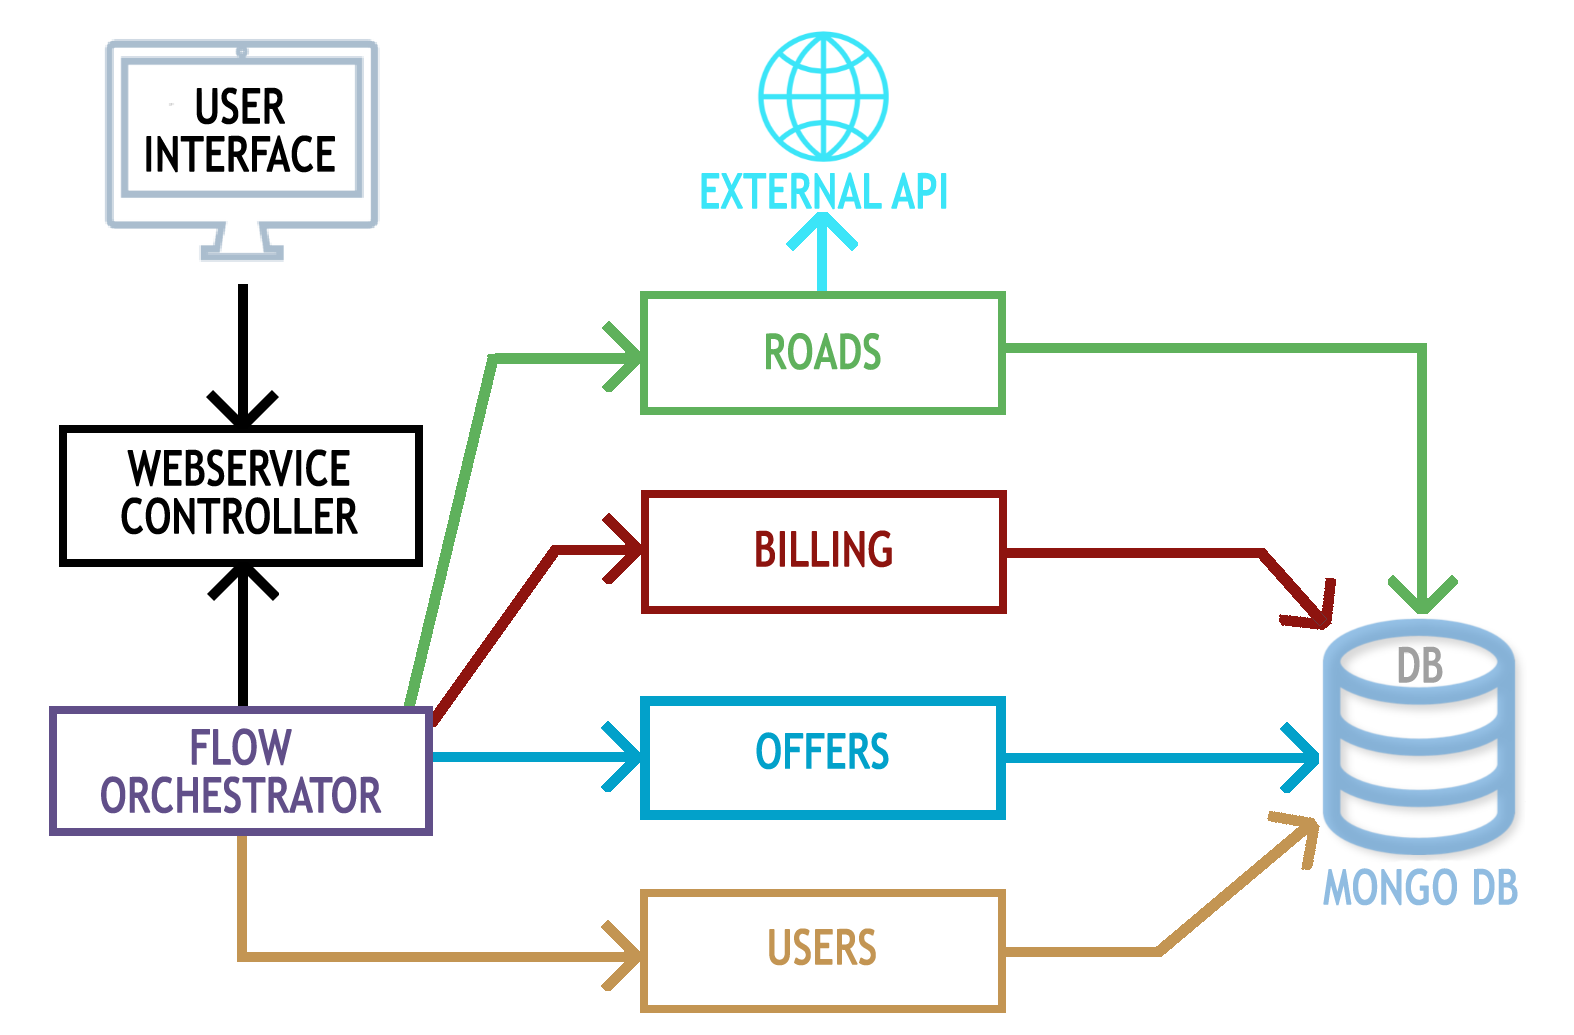 USER
INTERFACE
EXTERNAL API
ROADS
WEBSERVICE
CONTROLLER
BILLING
DB
FLOW
ORCHESTRATOR
OFFERS
MONGO DB
USERS